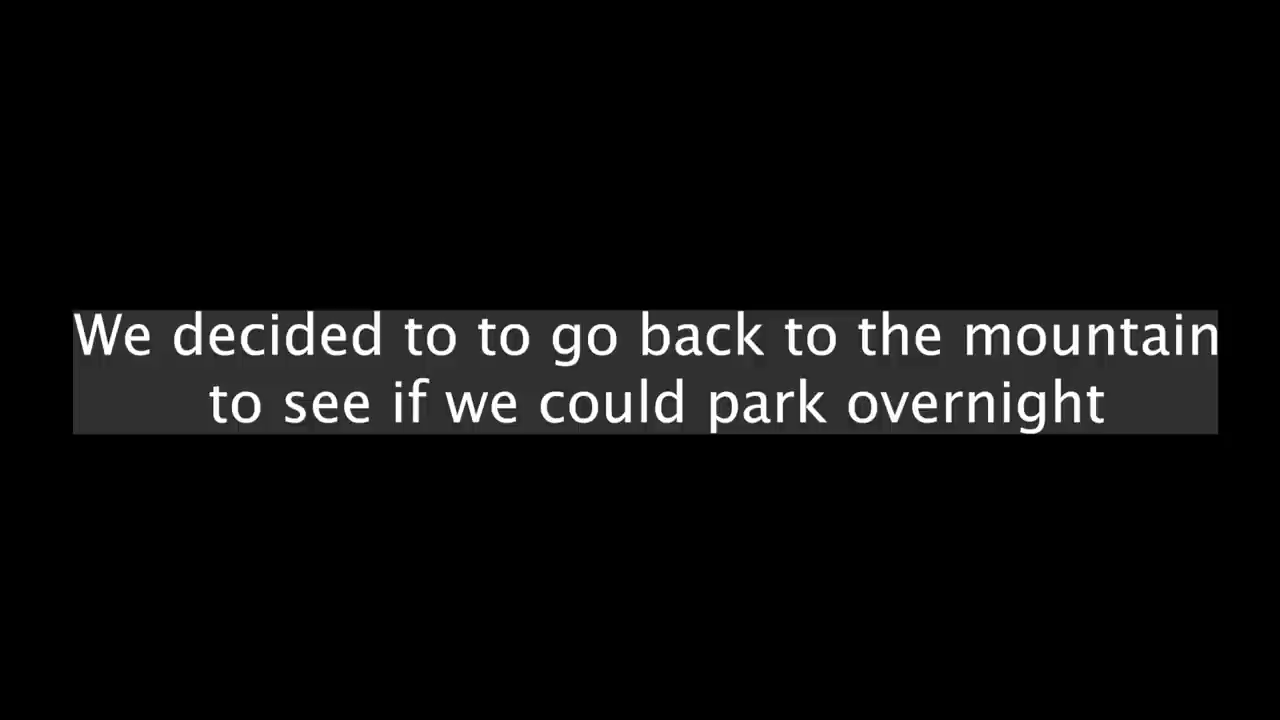 We decided to to go back to the mountain
to see if we could park overnight